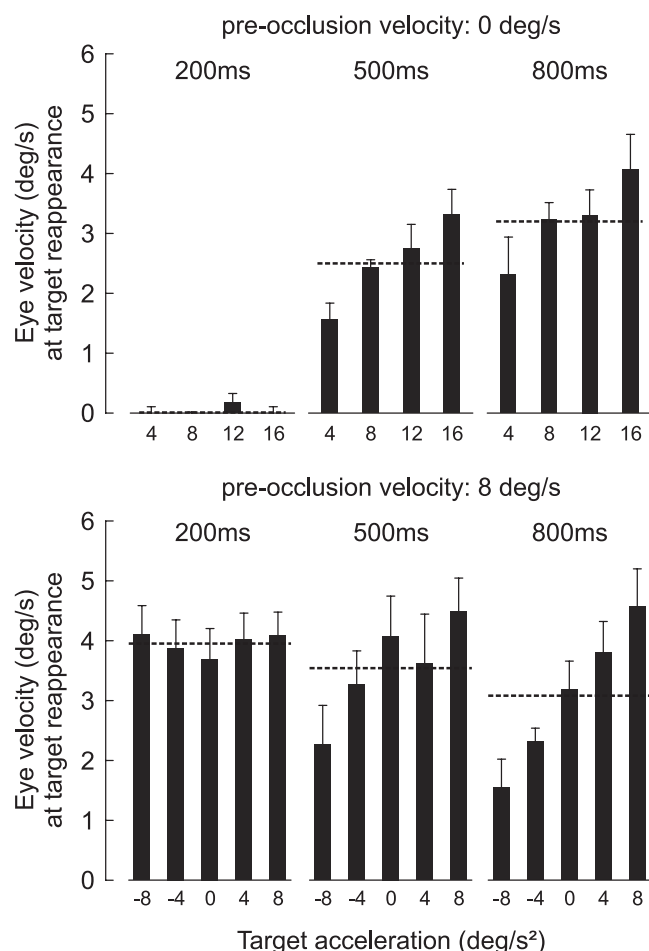 pre-occlusion velocity: 0 deg/s
200ms 500ms 800ms
Eye velocity (deg/s)
at target reappearance
6
5
4
3
2
1
0
4 8 12 16 4 8 12 16 4 8 12 16
pre-occlusion velocity: 8 deg/s
200ms 500ms 800ms
Eye velocity (deg/s)
at target reappearance
6
5
4
3
2
1
0
-8 -4 0 4 8 -8 -4 0 4 8 -8 -4 0 4 8
Target acceleration (deg/s²)